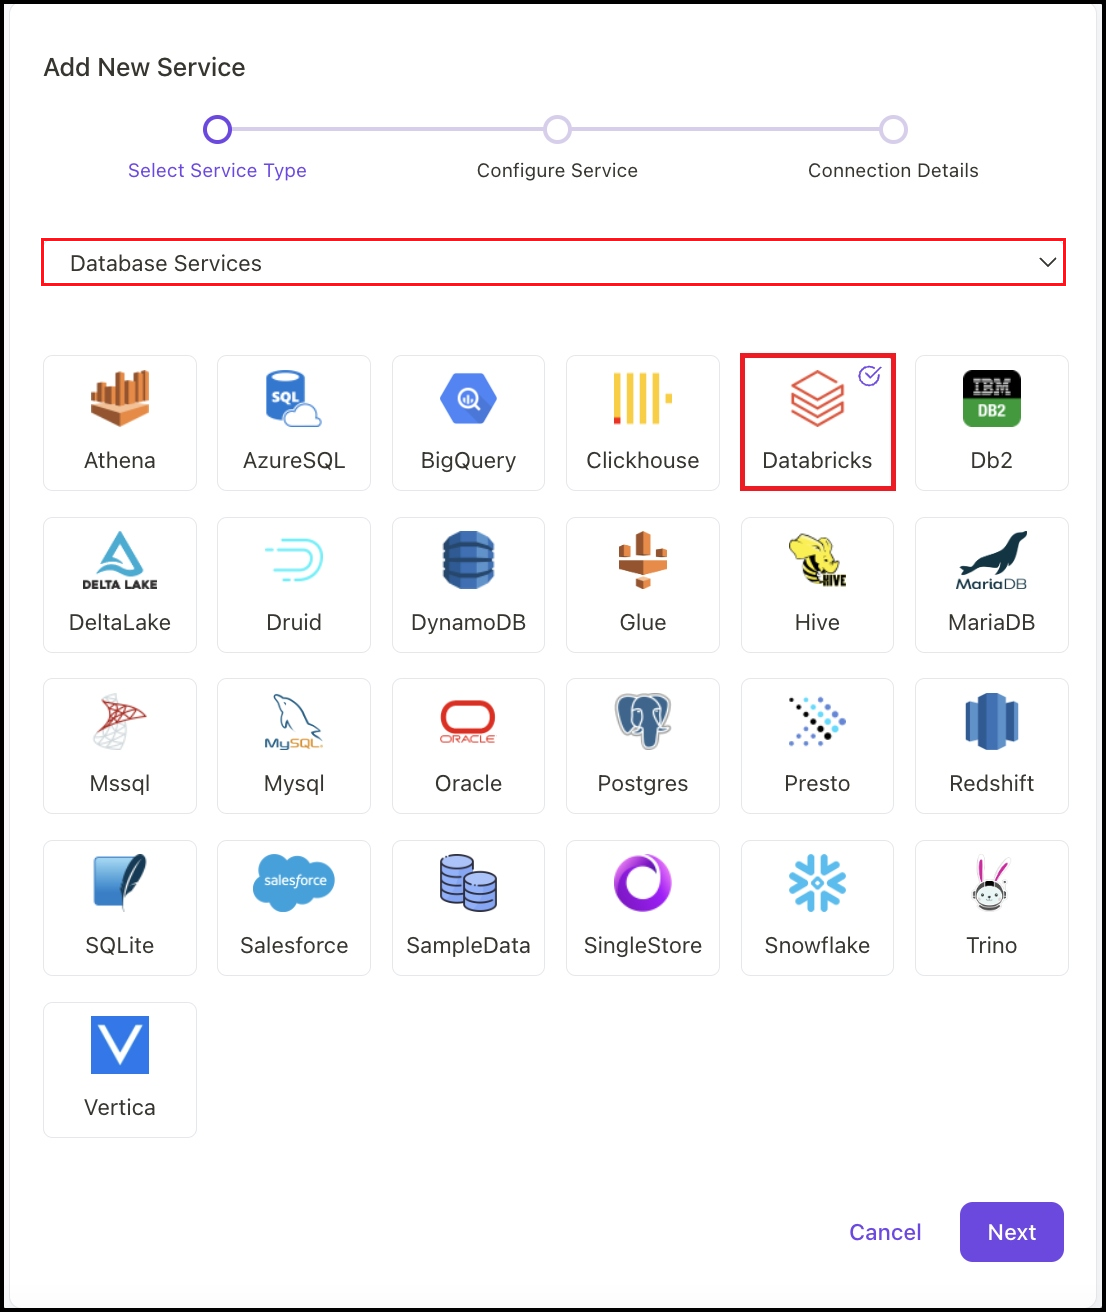 Add New Service
Select Service Type Configure Service Connection Details
Database Services
SQL IBM DB2
Athena AzureSQL BigQuery Clickhouse Databricks Db2
DELTA LAKE HIVE MariaDB
DeltaLake Druid DynamoDB Glue Hive MariaDB
MySQL ORACLE
Mssql Mysql Oracle Postgres Presto Redshift
salesforce
SQLite Salesforce SampleData SingleStore Snowflake Trino
Vertica
Cancel Next